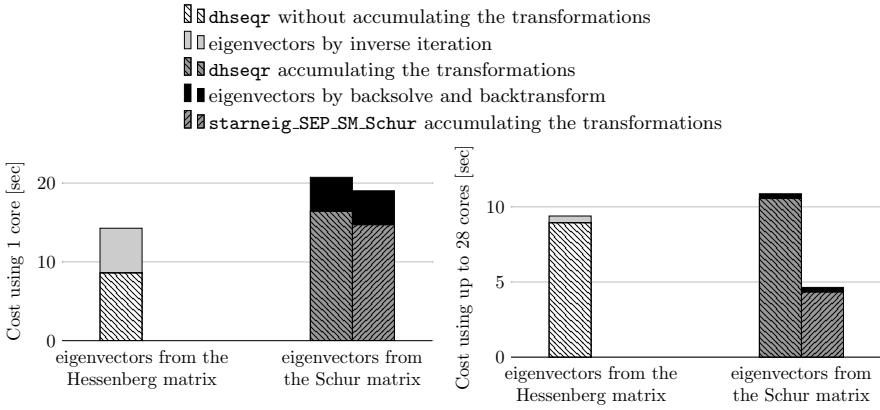 dhseqr without accumulating the transformations
eigenvectors by inverse iteration
dhseqr accumulating the transformations
eigenvectors by backsolve and backtransform
starneig_SEP_SM_Schur accumulating the transformations
Cost using 1 core [sec]
20
10
0
eigenvectors from the
Hessenberg matrix
eigenvectors from
the Schur matrix
Cost using up to 28 cores [sec]
10
5
0
eigenvectors from the
Hessenberg matrix
eigenvectors from
the Schur matrix